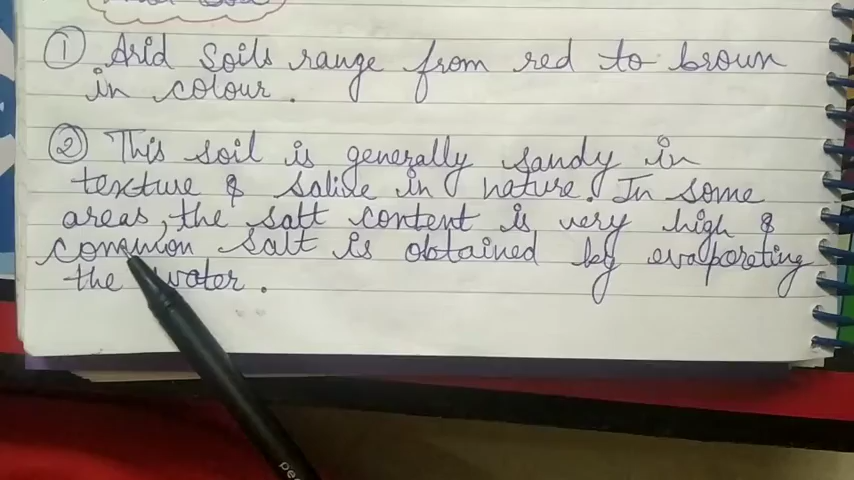 ① Arid soils range from red to brown
in colour.
② This soil is generally sandy in
texture & saline in nature. In some
areas, the salt content is very high &
common salt is obtained by evaporating
the water.